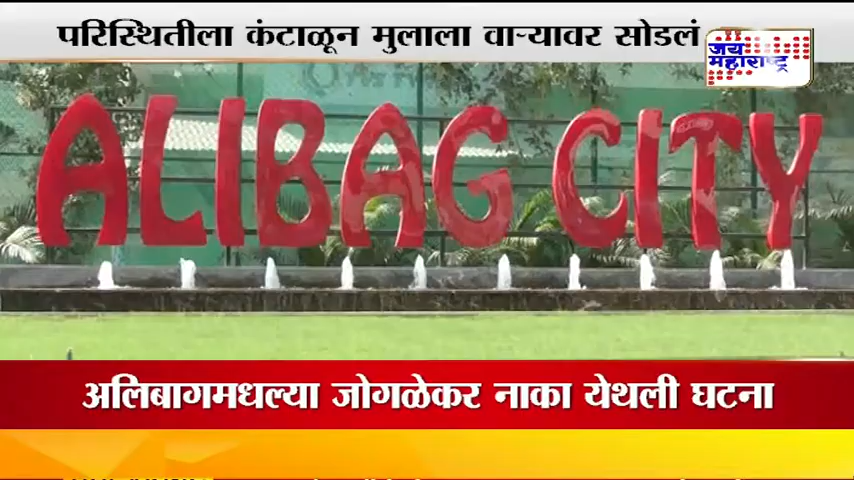 परिस्थितीला कंटाळून मुलाला वाऱ्यावर सोडलं
जय
महाराष्ट्र
ALIBAG CITY
अलिबागमधल्या जोगळेकर नाका येथली घटना